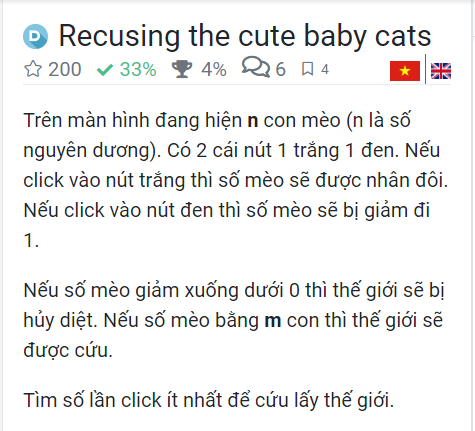 D Recusing the cute baby cats
200 33% 4% 6 4
Trên màn hình đang hiện n con mèo (n là số
nguyên dương). Có 2 cái nút 1 trắng 1 đen. Nếu
click vào nút trắng thì số mèo sẽ được nhân đôi.
Nếu click vào nút đen thì số mèo sẽ bị giảm đi
1.
Nếu số mèo giảm xuống dưới 0 thì thế giới sẽ bị
hủy diệt. Nếu số mèo bằng m con thì thế giới sẽ
được cứu.
Tìm số lần click ít nhất để cứu lấy thế giới.